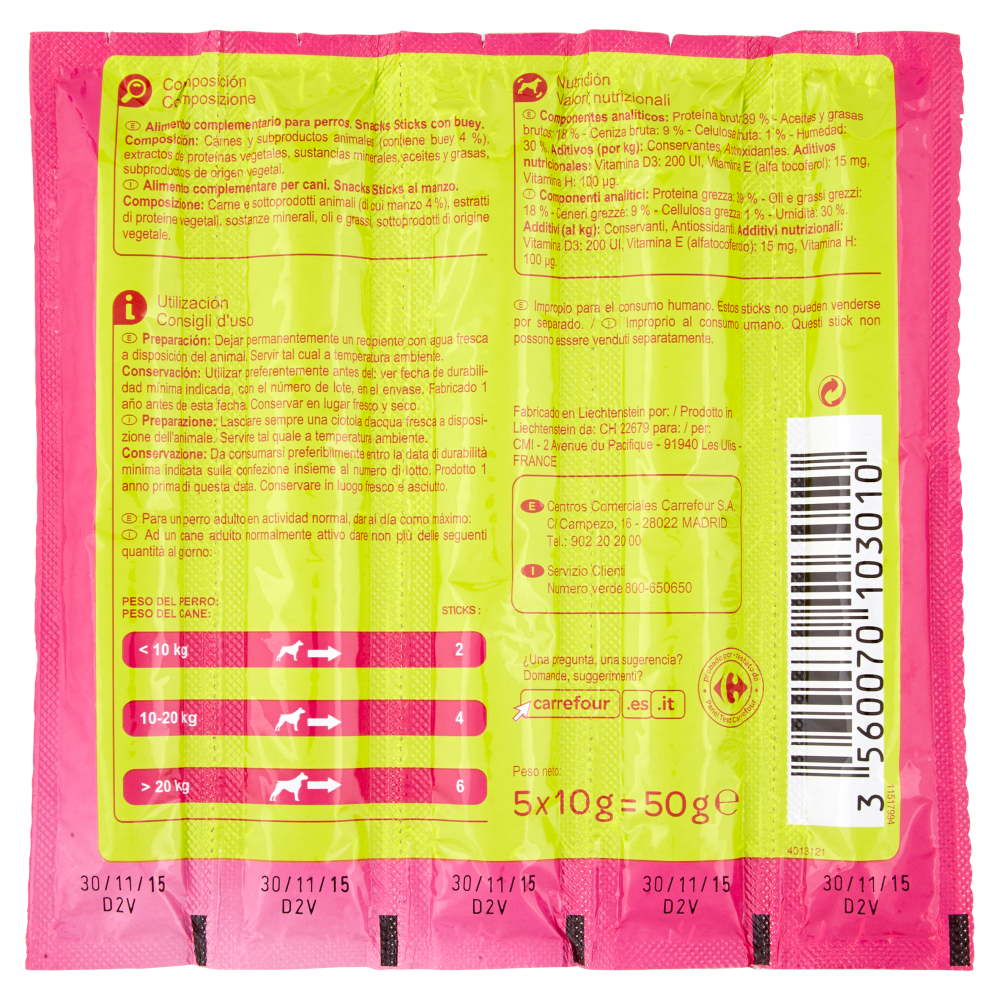 Composición
Composizione
E Alimento complementario para perros. Snacks Sticks con buey.
Composición: Carnes y subproductos animales (contiene buey 4 %),
extractos de proteínas vegetales, sustancias minerales, aceites y grasas,
subproductos de origen vegetal.
I Alimento complementare per cani. Snacks Sticks al manzo.
Composizione: Carne e sottoprodotti animali (di cui manzo 4%), estratti
di proteine vegetali, sostanze minerali, oli e grassi, sottoprodotti di origine
vegetale.
Utilización
Consigli d'uso
E Preparación: Dejar permanentemente un recipiente con agua fresca
a disposición del animal. Servir tal cual a temperatura ambiente.
Conservación: Utilizar preferentemente antes del: ver fecha de durabili-
dad mínima indicada, con el número de lote, en el envase. Fabricado 1
año antes de esta fecha. Conservar en lugar fresco y seco.
I Preparazione: Lasciare sempre una ciotola d'acqua fresca a disposi-
zione dell'animale. Servire tal quale a temperatura ambiente.
Conservazione: Da consumarsi preferibilmente entro la data di durabilità
minima indicata sulla confezione insieme al numero di lotto. Prodotto 1
anno prima di questa data. Conservare in luogo fresco e asciutto.
E Para un perro adulto en actividad normal, dar al día como máximo:
I Ad un cane adulto normalmente attivo dare non più delle seguenti
quantità al giorno:
PESO DEL PERRO:
PESO DEL CANE:
STICKS :
< 10 kg 2
10-20 kg 4
> 20 kg 6
Nutrición
Valori nutrizionali
E Componentes analíticos: Proteína bruta: 39 % - Aceites y grasas
brutos: 18 % - Ceniza bruta: 9 % - Celulosa bruta: 1 % - Humedad:
30 %. Aditivos (por kg): Conservantes, Antioxidantes. Aditivos
nutricionales: Vitamina D3: 200 UI, Vitamina E (alfa tocoferol): 15 mg,
Vitamina H: 100 µg.
I Componenti analitici: Proteina grezza: 39 % - Oli e grassi grezzi:
18 % - Ceneri grezze: 9 % - Cellulosa grezza: 1 % - Umidità: 30 %.
Additivi (al kg): Conservanti, Antiossidanti. Additivi nutrizionali:
Vitamina D3: 200 UI, Vitamina E (alfatocoferolo): 15 mg, Vitamina H:
100 µg.
E Impropio para el consumo humano. Estos sticks no pueden venderse
por separado. / I Improprio al consumo umano. Questi stick non
possono essere venduti separatamente.
Fabricado en Liechtenstein por: / Prodotto in
Liechtenstein da: CH 22679 para: / per:
CMI - 2 Avenue du Pacifique - 91940 Les Ulis -
FRANCE
E Centros Comerciales Carrefour S.A.
C/ Campezo, 16 - 28022 MADRID
Tel.: 902 20 20 00
I Servizio Clienti
Numero verde 800-650650
¿Una pregunta, una sugerencia?
Domande, suggerimenti?
carrefour .es .it
Panel Test Carrefour
Peso neto:
5x10g=50g e
3 560070 103010
11517994
4013121
30/11/15 30/11/15 30/11/15 30/11/15 30/11/15
D2V D2V D2V D2V D2V